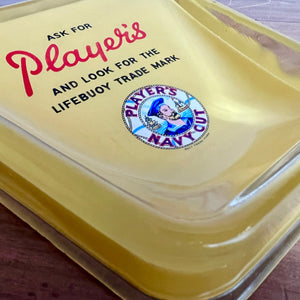 ASK FOR
Player's
AND LOOK FOR THE
LIFEBUOY TRADE MARK
PLAYER'S
NAVY CUT